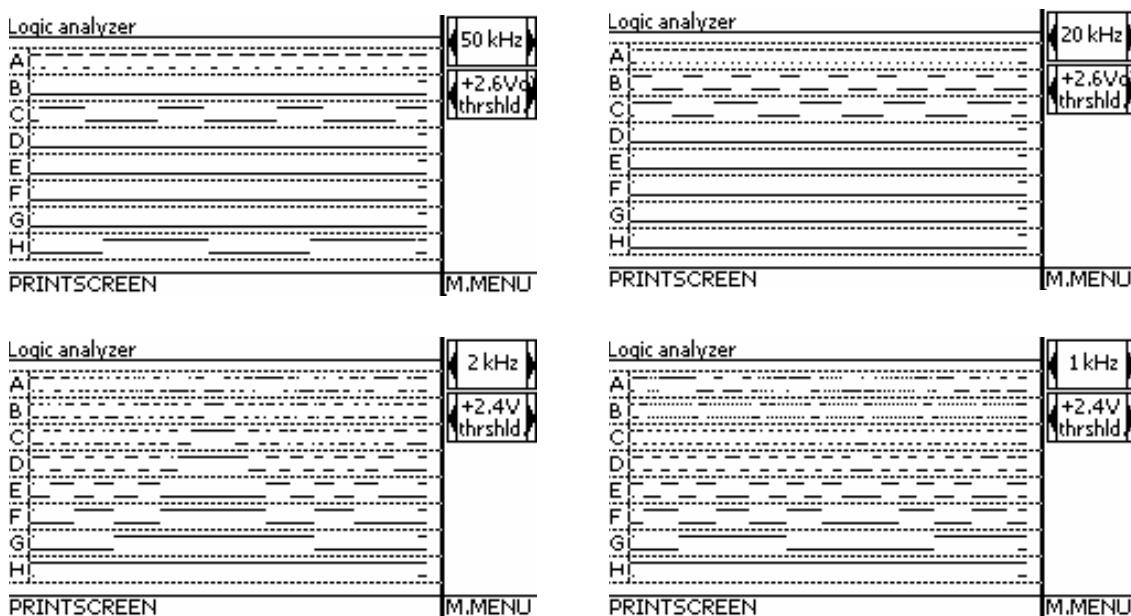 Logic analyzer
50 kHz
+2.6V
thrshld.
A
B
C
D
E
F
G
H
PRINTSCREEN
M.MENU
Logic analyzer
20 kHz
+2.6V
thrshld.
A
B
C
D
E
F
G
H
PRINTSCREEN
M.MENU
Logic analyzer
2 kHz
+2.4V
thrshld.
A
B
C
D
E
F
G
H
PRINTSCREEN
M.MENU
Logic analyzer
1 kHz
+2.4V
thrshld.
A
B
C
D
E
F
G
H
PRINTSCREEN
M.MENU